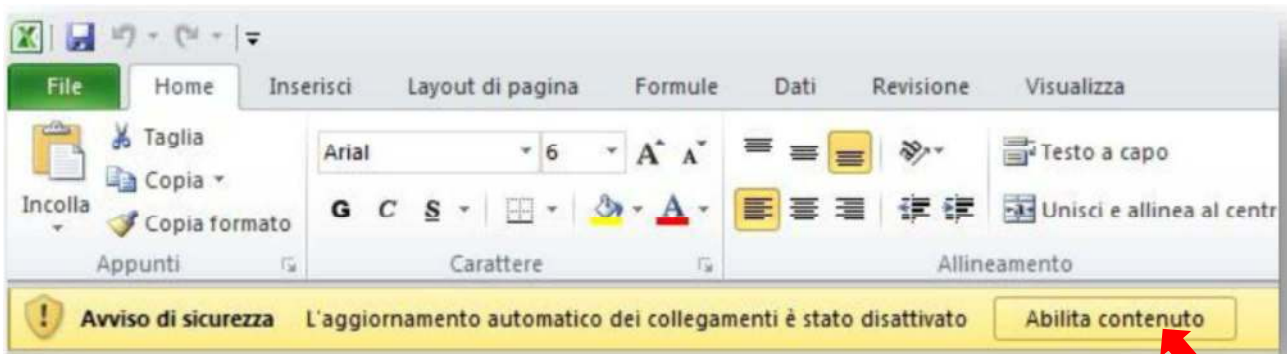 File Home Inserisci Layout di pagina Formule Dati Revisione Visualizza
Taglia
Arial 6 A A Testo a capo
Copia
Incolla
G C S A Unisci e allinea al centr
Copia formato
Appunti Carattere Allineamento
Avviso di sicurezza L'aggiornamento automatico dei collegamenti è stato disattivato Abilita contenuto